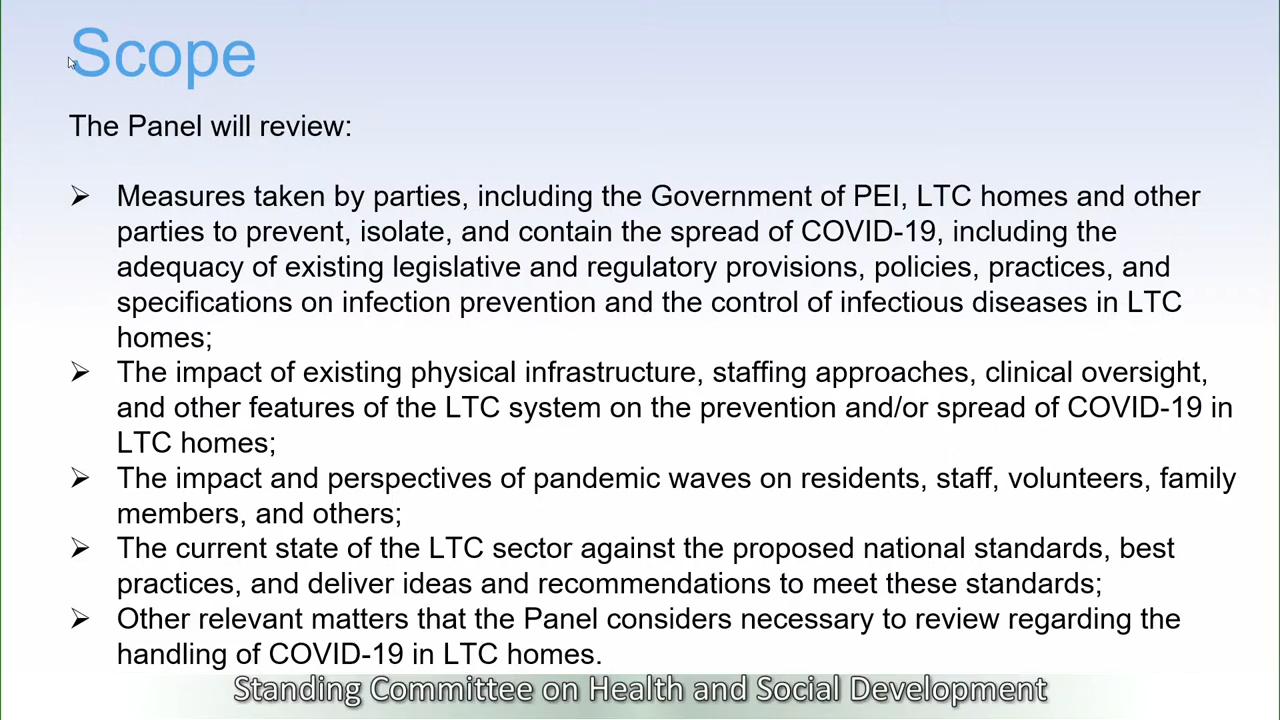 Scope
The Panel will review:
➢ Measures taken by parties, including the Government of PEI, LTC homes and other
parties to prevent, isolate, and contain the spread of COVID-19, including the
adequacy of existing legislative and regulatory provisions, policies, practices, and
specifications on infection prevention and the control of infectious diseases in LTC
homes;
➢ The impact of existing physical infrastructure, staffing approaches, clinical oversight,
and other features of the LTC system on the prevention and/or spread of COVID-19 in
LTC homes;
➢ The impact and perspectives of pandemic waves on residents, staff, volunteers, family
members, and others;
➢ The current state of the LTC sector against the proposed national standards, best
practices, and deliver ideas and recommendations to meet these standards;
➢ Other relevant matters that the Panel considers necessary to review regarding the
handling of COVID-19 in LTC homes.
Standing Committee on Health and Social Development